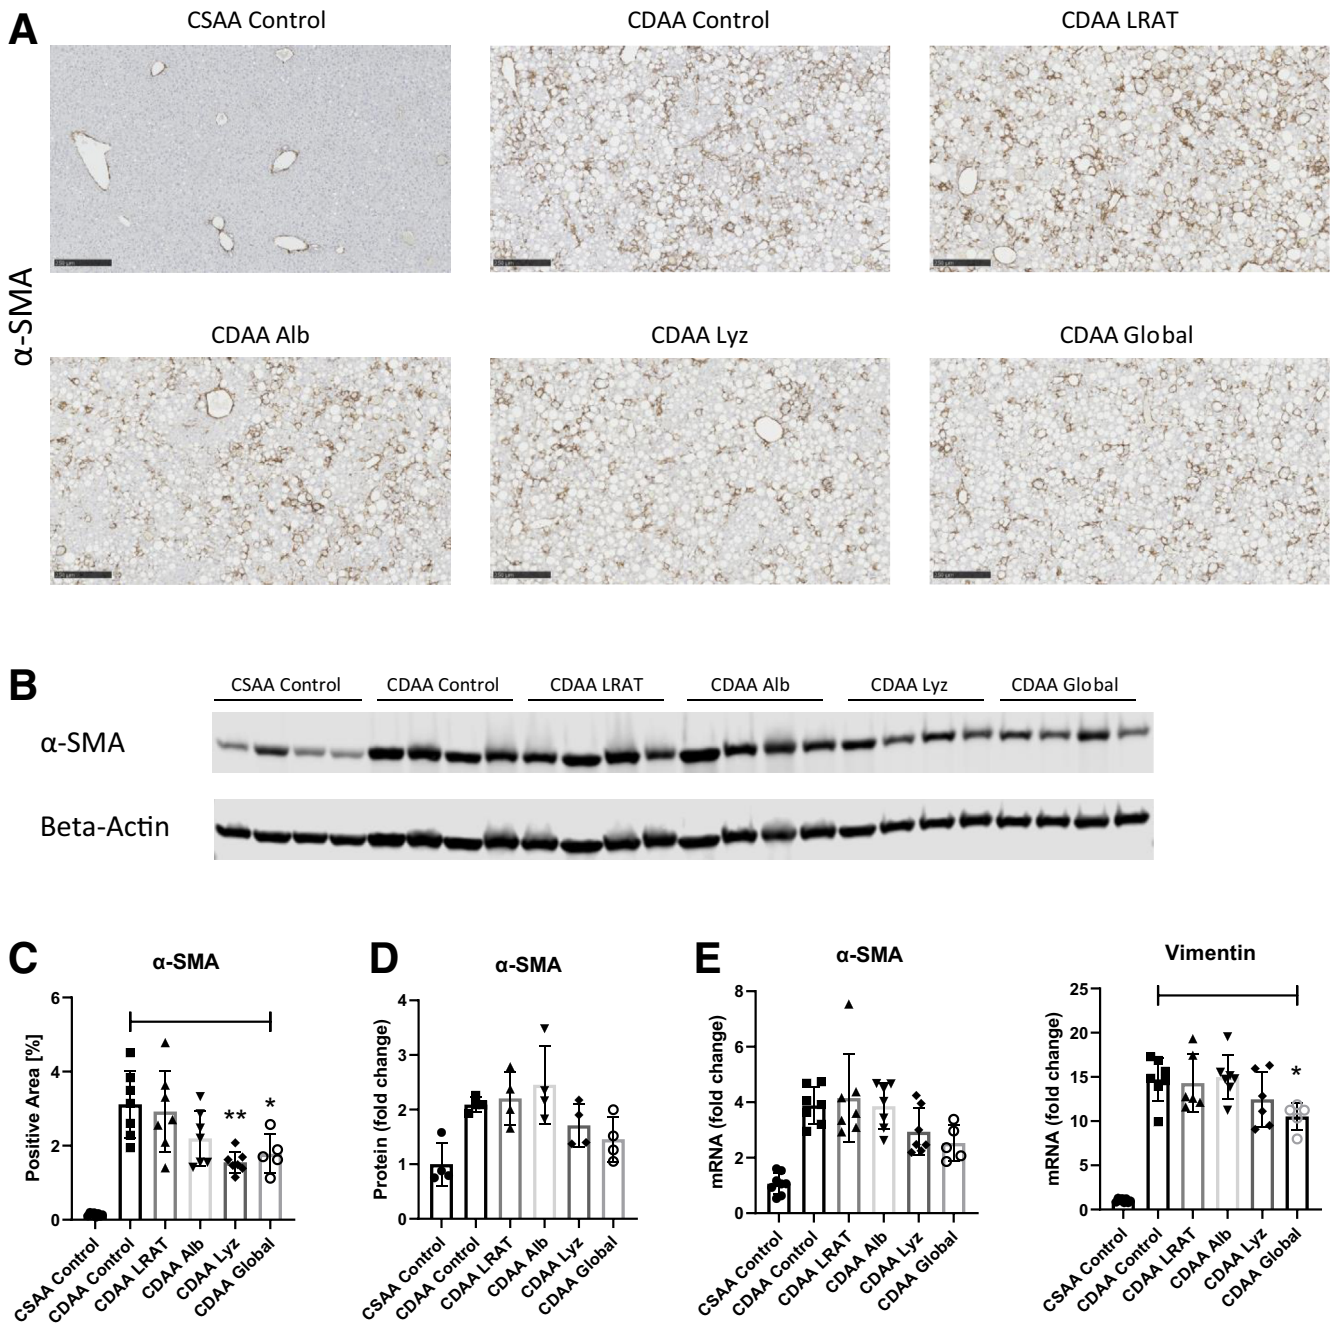 A
CSAA Control
CDAA Control
CDAA LRAT
α-SMA
CDAA Alb
CDAA Lyz
CDAA Global
B
CSAA Control
CDAA Control
CDAA LRAT
CDAA Alb
CDAA Lyz
CDAA Global
α-SMA
Beta-Actin
C
α-SMA
Positive Area [%]
6
4
2
0
**
*
CSAA Control
CDAA Control
CDAA LRAT
CDAA Alb
CDAA Lyz
CDAA Global
D
α-SMA
Protein (fold change)
4
3
2
1
0
CSAA Control
CDAA Control
CDAA LRAT
CDAA Alb
CDAA Lyz
CDAA Global
E
α-SMA
mRNA (fold change)
8
6
4
2
0
CSAA Control
CDAA Control
CDAA LRAT
CDAA Alb
CDAA Lyz
CDAA Global
Vimentin
mRNA (fold change)
25
20
15
10
5
0
*
CSAA Control
CDAA Control
CDAA LRAT
CDAA Alb
CDAA Lyz
CDAA Global